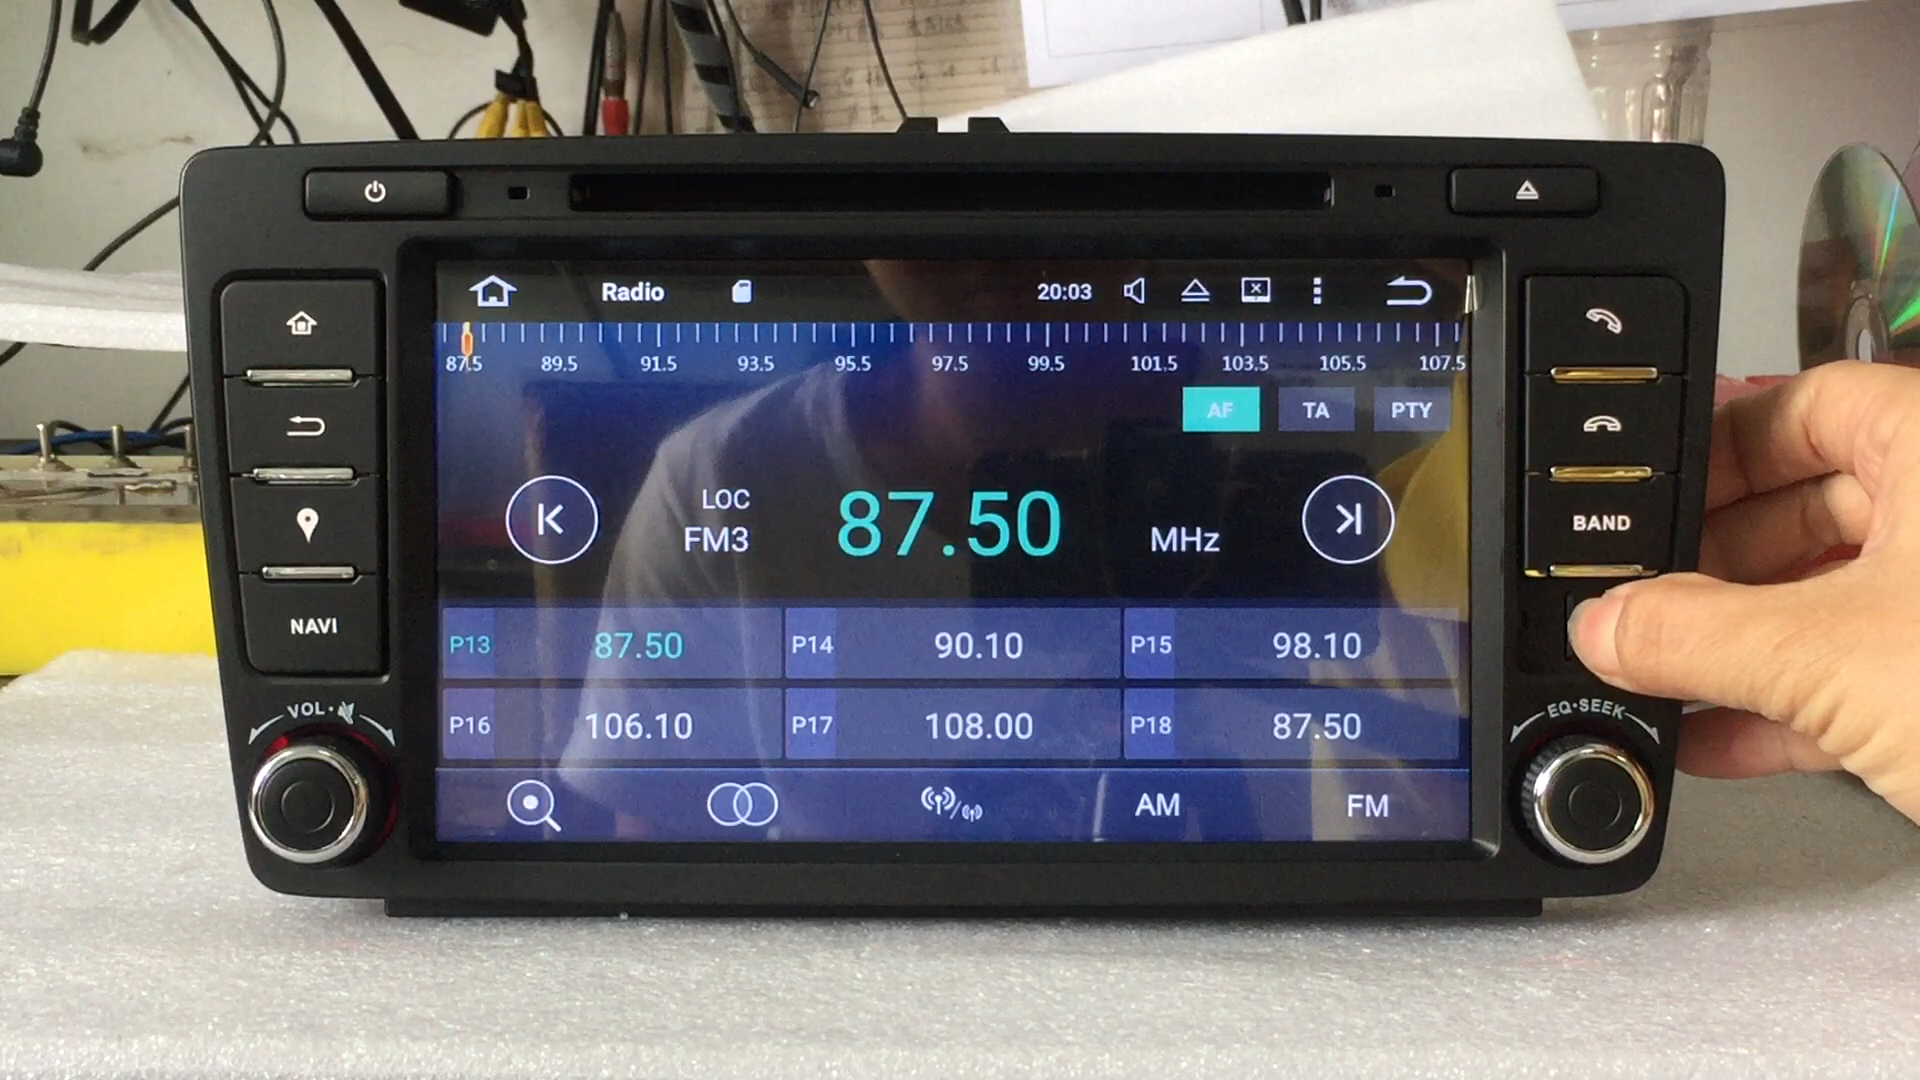 Radio
20:03
87.5 89.5 91.5 93.5 95.5 97.5 99.5 101.5 103.5 105.5 107.5
AF TA PTY
LOC
FM3 87.50 MHz
BAND
P13 87.50 P14 90.10 P15 98.10
P16 106.10 P17 108.00 P18 87.50
AM FM
NAVI
VOL
EQ•SEEK